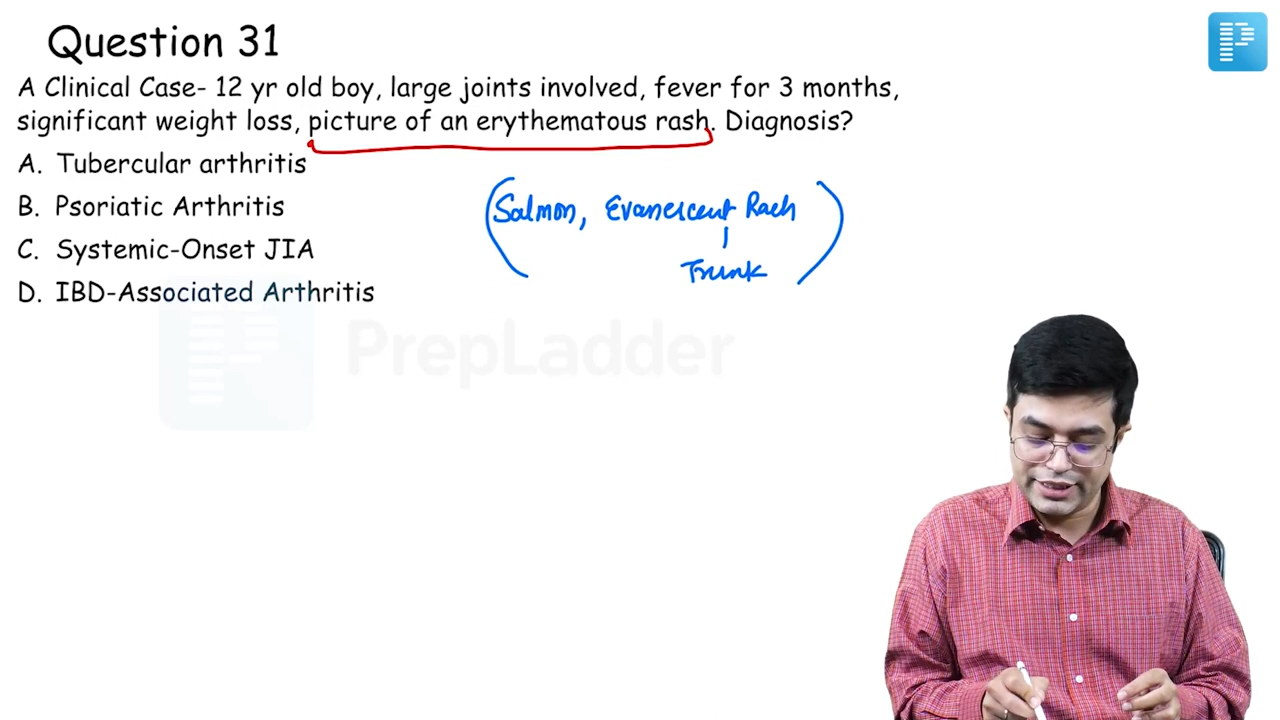 Question 31
A Clinical Case- 12 yr old boy, large joints involved, fever for 3 months,
significant weight loss, picture of an erythematous rash. Diagnosis?
A. Tubercular arthritis
B. Psoriatic Arthritis
C. Systemic-Onset JIA
D. IBD-Associated Arthritis
(Salmon, Evanescent Rash)
Trunk
PrepLadder